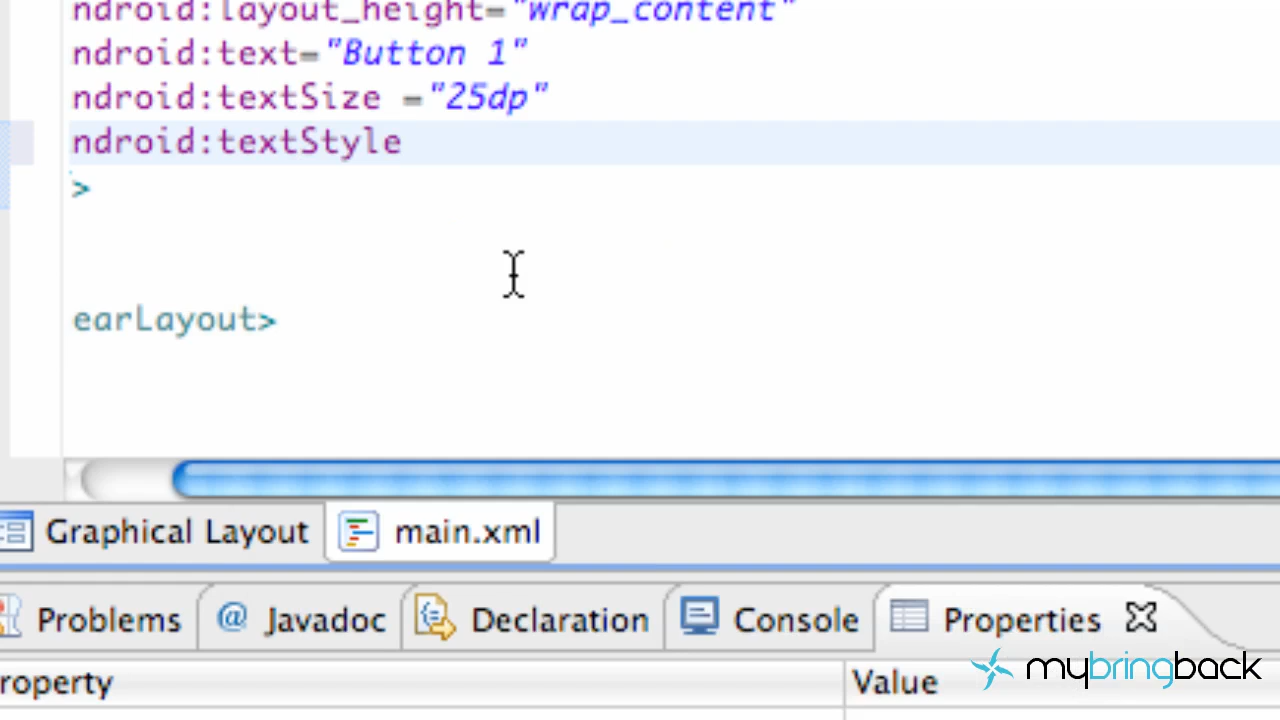 ndroid:layout_height="wrap_content"
ndroid:text="Button 1"
ndroid:textSize ="25dp"
ndroid:textStyle
>
earLayout>
Graphical Layout main.xml
Problems @ Javadoc Declaration Console Properties
roperty Value
mybringback